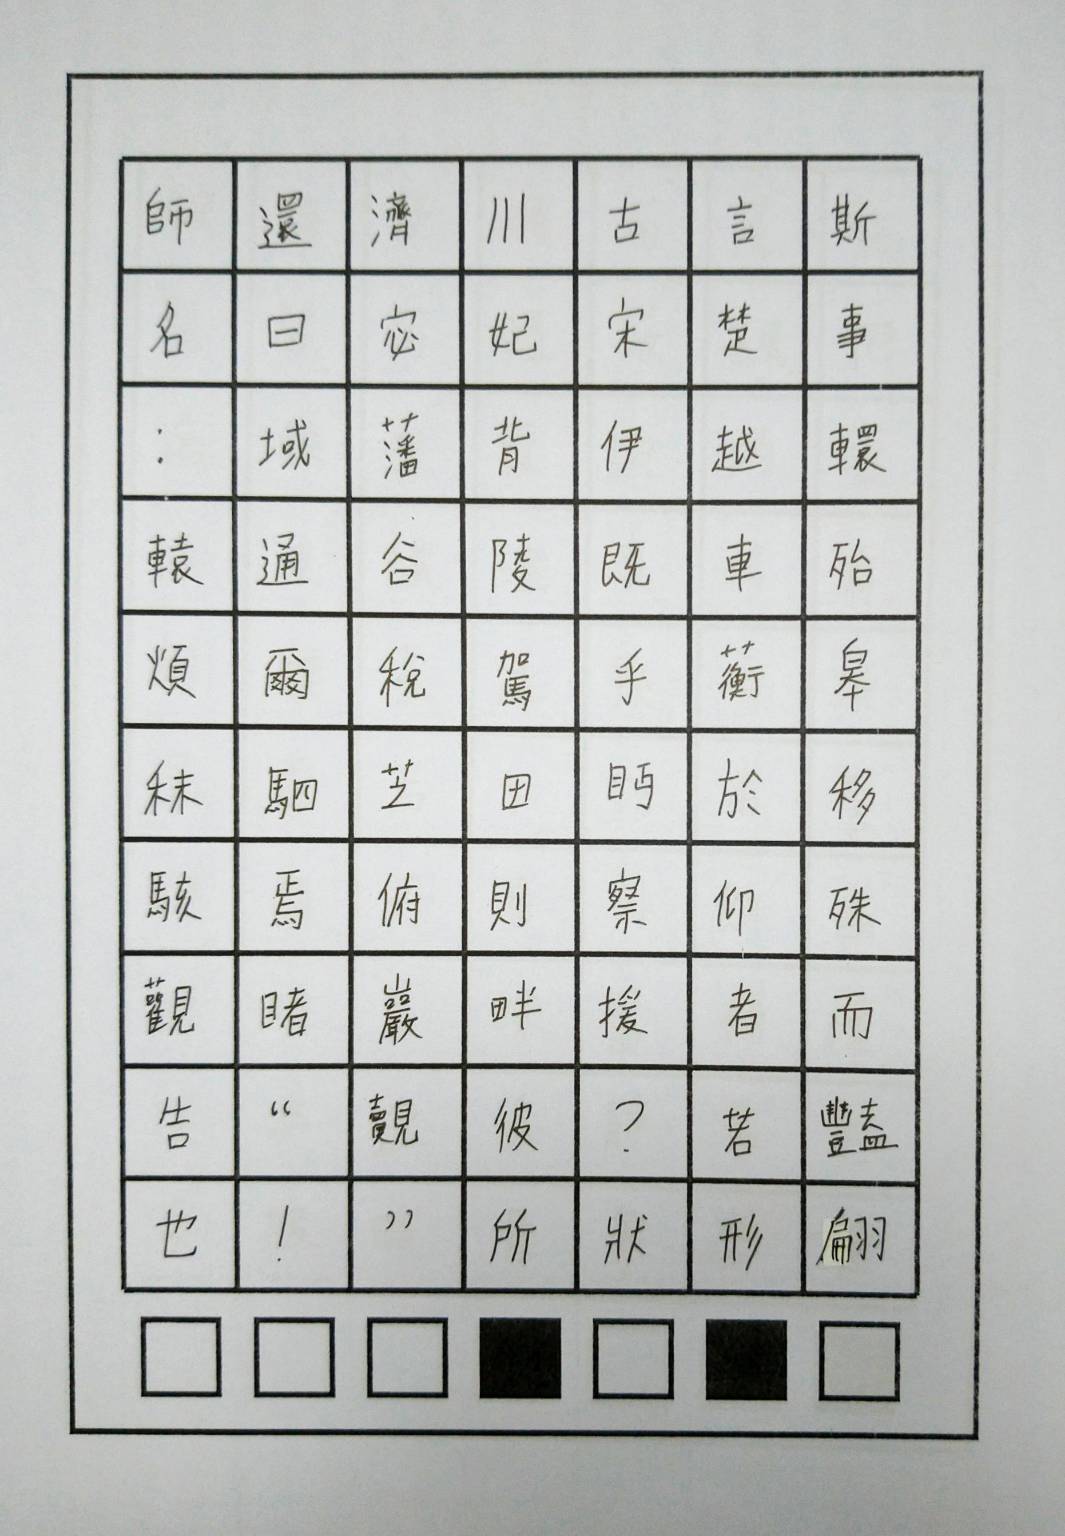 師還濟川古言斯
名曰宓妃宋楚事
:域藩背伊越轘
轅通谷陵既車殆
煩爾稅駕乎蘅皋
秣駟芝田眄於移
駭焉俯則察仰殊
觀睹巖畔援者而
告“覿彼?若豔
也!”所狀形翩